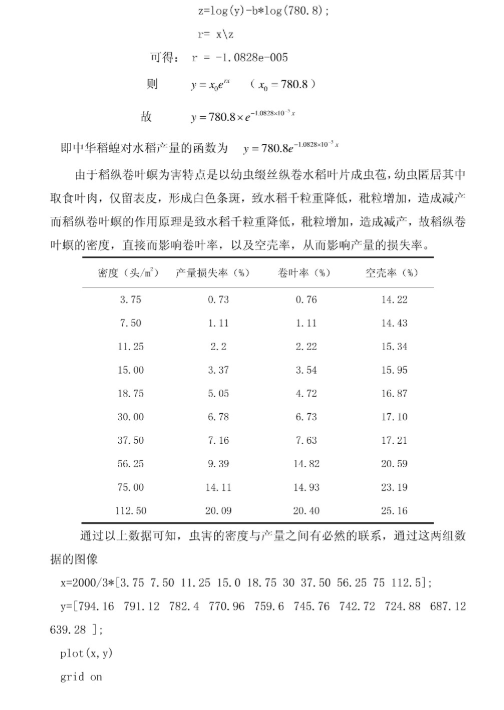 z=log(y)-b*log(780.8);
r= x\z
可得: r = -1.0828e-005
则 y = x₀eʳˣ （ x₀ = 780.8 ）
故 y = 780.8 × e^{-1.0828×10⁻⁵ x}
即中华稻蝗对水稻产量的函数为 y = 780.8e^{-1.0828×10⁻⁵ x}
由于稻纵卷叶螟为害特点是以幼虫缀丝纵卷水稻叶片成虫苞,幼虫匿居其中
取食叶肉，仅留表皮，形成白色条斑，致水稻千粒重降低，秕粒增加，造成减产
而稻纵卷叶螟的作用原理是致水稻千粒重降低，秕粒增加，造成减产，故稻纵卷
叶螟的密度，直接而影响卷叶率，以及空壳率，从而影响产量的损失率。
密度（头/m²） 产量损失率（%） 卷叶率（%） 空壳率（%）
3.75 0.73 0.76 14.22
7.50 1.11 1.11 14.43
11.25 2.2 2.22 15.34
15.00 3.37 3.54 15.95
18.75 5.05 4.72 16.87
30.00 6.78 6.73 17.10
37.50 7.16 7.63 17.21
56.25 9.39 14.82 20.59
75.00 14.11 14.93 23.19
112.50 20.09 20.40 25.16
通过以上数据可知，虫害的密度与产量之间有必然的联系，通过这两组数
据的图像
x=2000/3*[3.75 7.50 11.25 15.0 18.75 30 37.50 56.25 75 112.5];
y=[794.16 791.12 782.4 770.96 759.6 745.76 742.72 724.88 687.12
639.28 ];
plot(x,y)
grid on